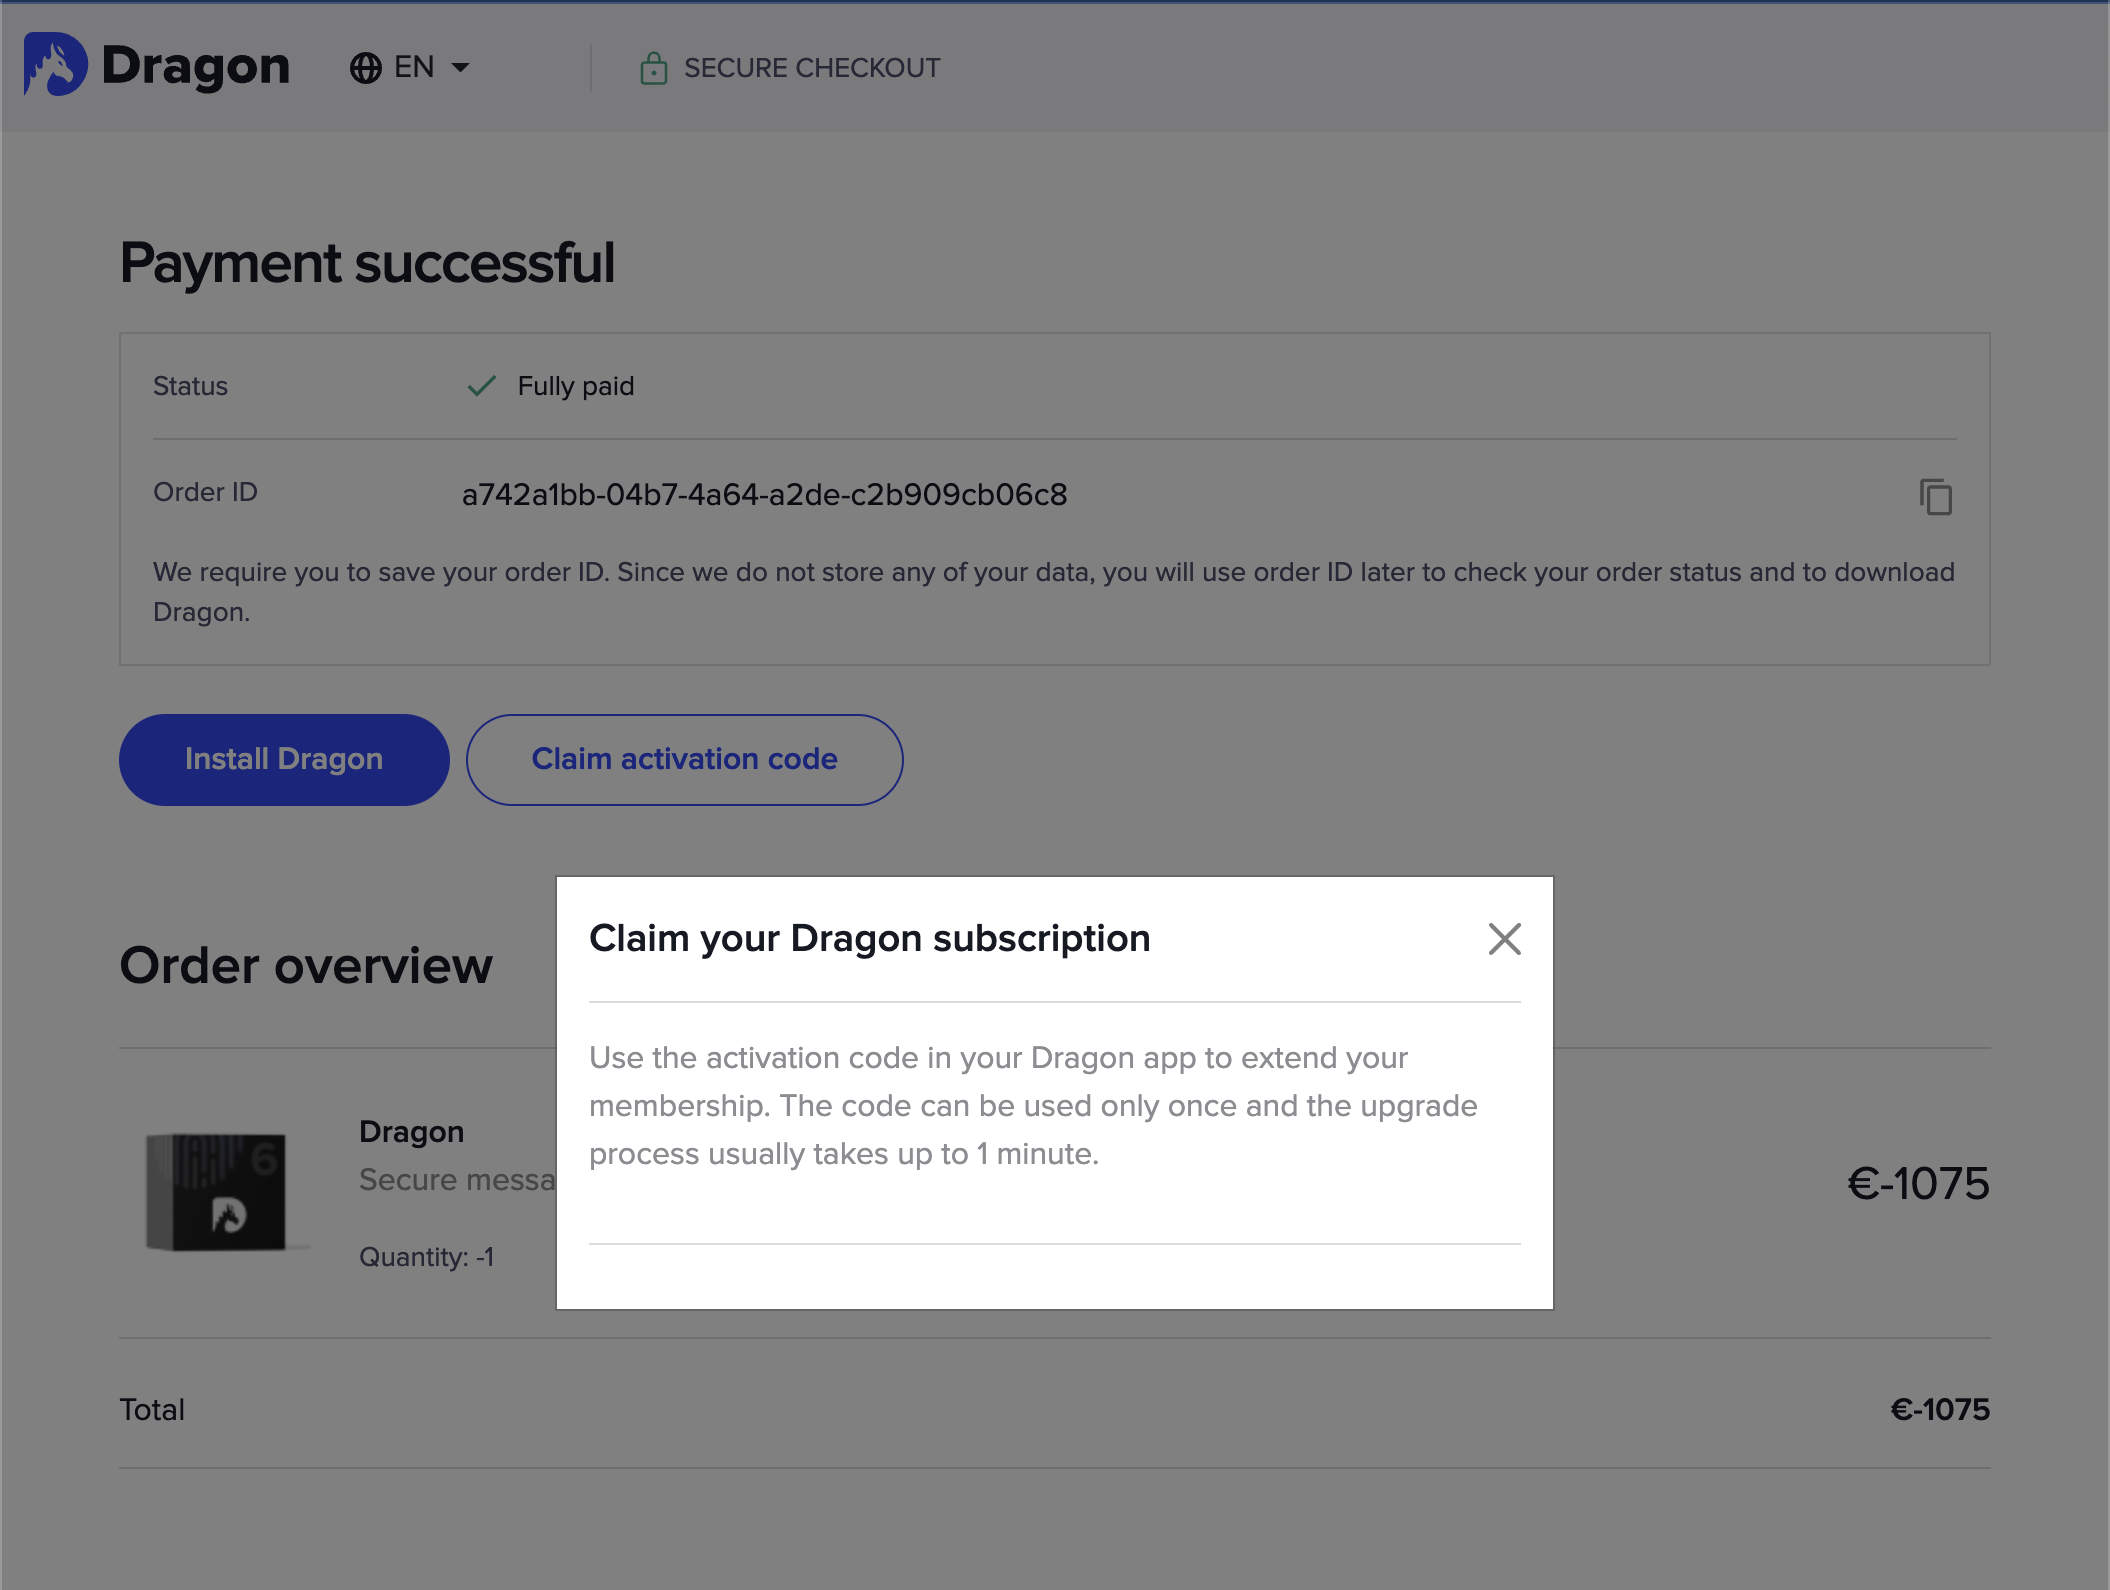 Dragon
EN
SECURE CHECKOUT
Payment successful
Status
Fully paid
Order ID
a742a1bb-04b7-4a64-a2de-c2b909cb06c8
We require you to save your order ID. Since we do not store any of your data, you will use order ID later to check your order status and to download
Dragon.
Install Dragon
Claim activation code
Order overview
Claim your Dragon subscription
Use the activation code in your Dragon app to extend your
membership. The code can be used only once and the upgrade
process usually takes up to 1 minute.
6
Dragon
Secure messa
Quantity: -1
€-1075
Total
€-1075